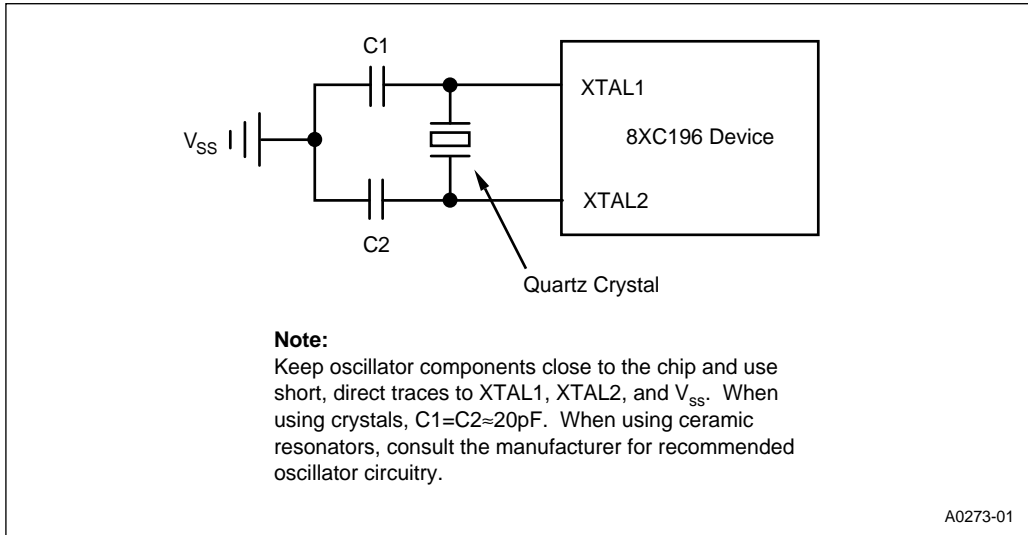 C1
XTAL1
V_SS
8XC196 Device
XTAL2
C2
Quartz Crystal
Note:
Keep oscillator components close to the chip and use
short, direct traces to XTAL1, XTAL2, and V_ss. When
using crystals, C1=C2≈20pF. When using ceramic
resonators, consult the manufacturer for recommended
oscillator circuitry.
A0273-01